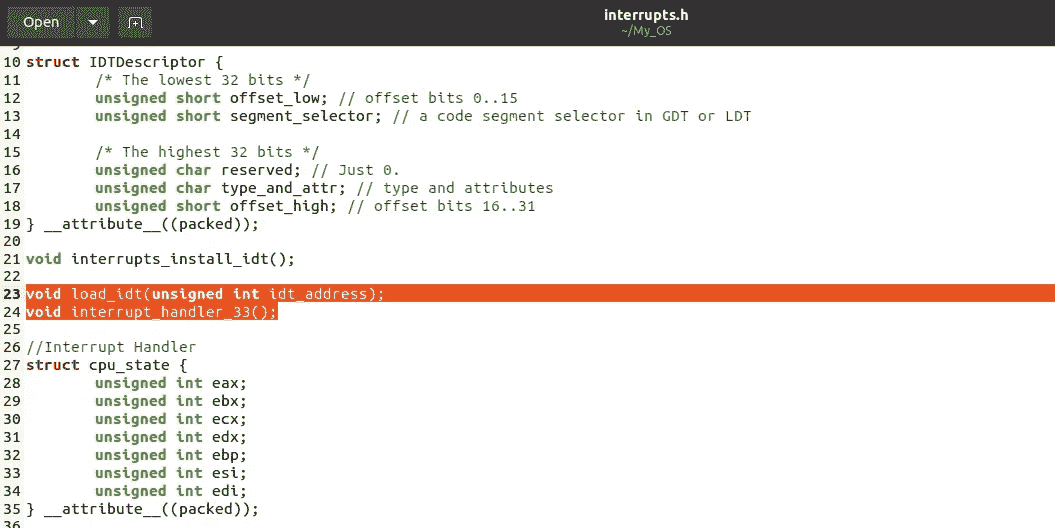 Open
interrupts.h
~/My_OS
9
10 struct IDTDescriptor {
11 /* The lowest 32 bits */
12 unsigned short offset_low; // offset bits 0..15
13 unsigned short segment_selector; // a code segment selector in GDT or LDT
14
15 /* The highest 32 bits */
16 unsigned char reserved; // Just 0.
17 unsigned char type_and_attr; // type and attributes
18 unsigned short offset_high; // offset bits 16..31
19 } __attribute__((packed));
20
21 void interrupts_install_idt();
22
23 void load_idt(unsigned int idt_address);
24 void interrupt_handler_33();
25
26 //Interrupt Handler
27 struct cpu_state {
28 unsigned int eax;
29 unsigned int ebx;
30 unsigned int ecx;
31 unsigned int edx;
32 unsigned int ebp;
33 unsigned int esi;
34 unsigned int edi;
35 } __attribute__((packed));
36